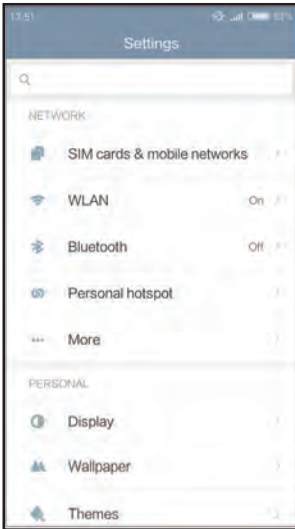 13:51 83%
Settings
NETWORK
SIM cards & mobile networks
WLAN On
Bluetooth Off
Personal hotspot
More
PERSONAL
Display
Wallpaper
Themes